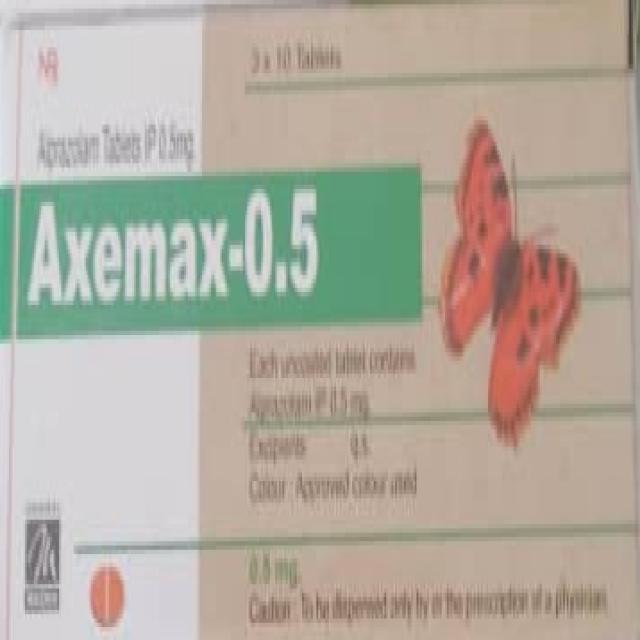 NR
3 x 10 Tablets
Alprazolam Tablets IP 0.5mg
Axemax-0.5
Each uncoated tablet contains
Alprazolam IP 0.5 mg
Excipients q.s.
Colour : Approved colour used
0.5 mg.
Caution : To be dispensed only by or the prescription of a physician.